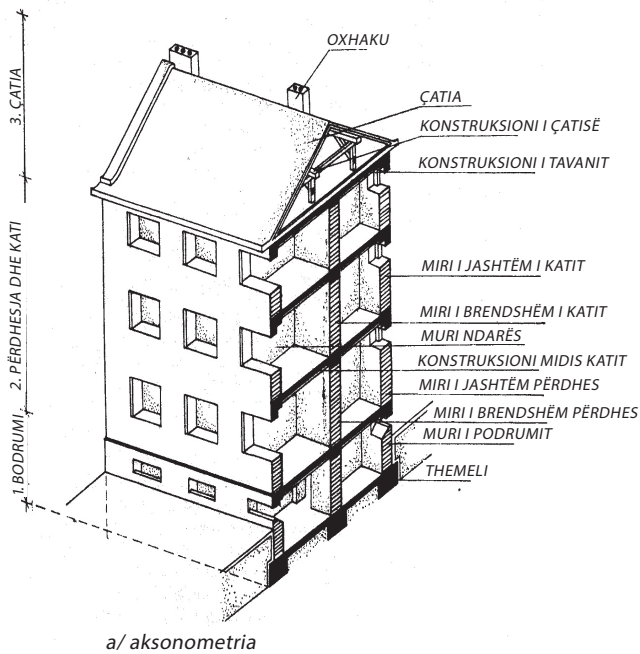 OXHAKU
ÇATIA
KONSTRUKSIONI I ÇATISË
KONSTRUKSIONI I TAVANIT
MIRI I JASHTËM I KATIT
MIRI I BRENDSHËM I KATIT
MURI NDARËS
KONSTRUKSIONI MIDIS KATIT
MIRI I JASHTËM PËRDHES
MIRI I BRENDSHËM PËRDHES
MURI I PODRUMIT
THEMELI
3. ÇATIA
2. PËRDHESJA DHE KATI
1. BODRUMI
a/ aksonometria